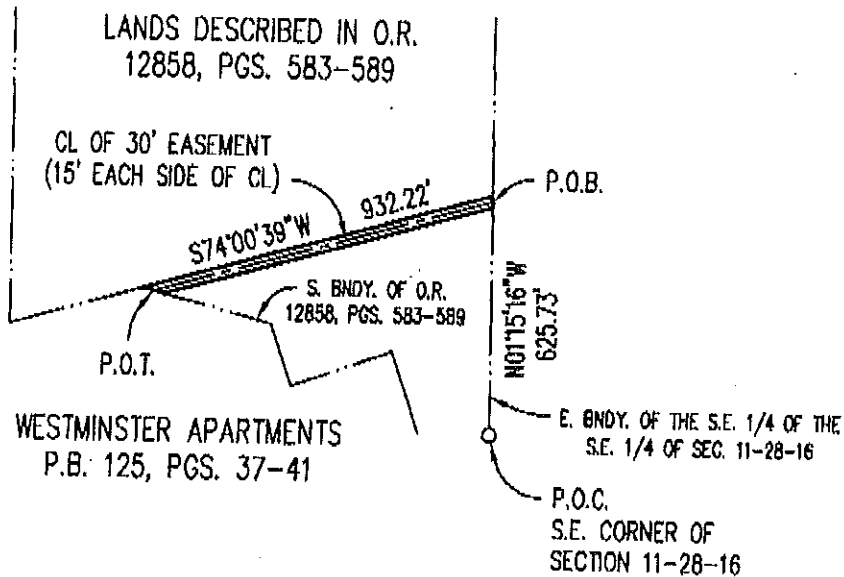 LANDS DESCRIBED IN O.R.
12858, PGS. 583-589
CL OF 30' EASEMENT
(15' EACH SIDE OF CL)
P.O.B.
932.22'
S74°00'39"W
S. BNDY. OF O.R.
12858, PGS. 583-589
N01°15'16"W
625.73'
P.O.T.
WESTMINSTER APARTMENTS
P.B. 125, PGS. 37-41
E. BNDY. OF THE S.E. 1/4 OF THE
S.E. 1/4 OF SEC. 11-28-16
P.O.C.
S.E. CORNER OF
SECTION 11-28-16